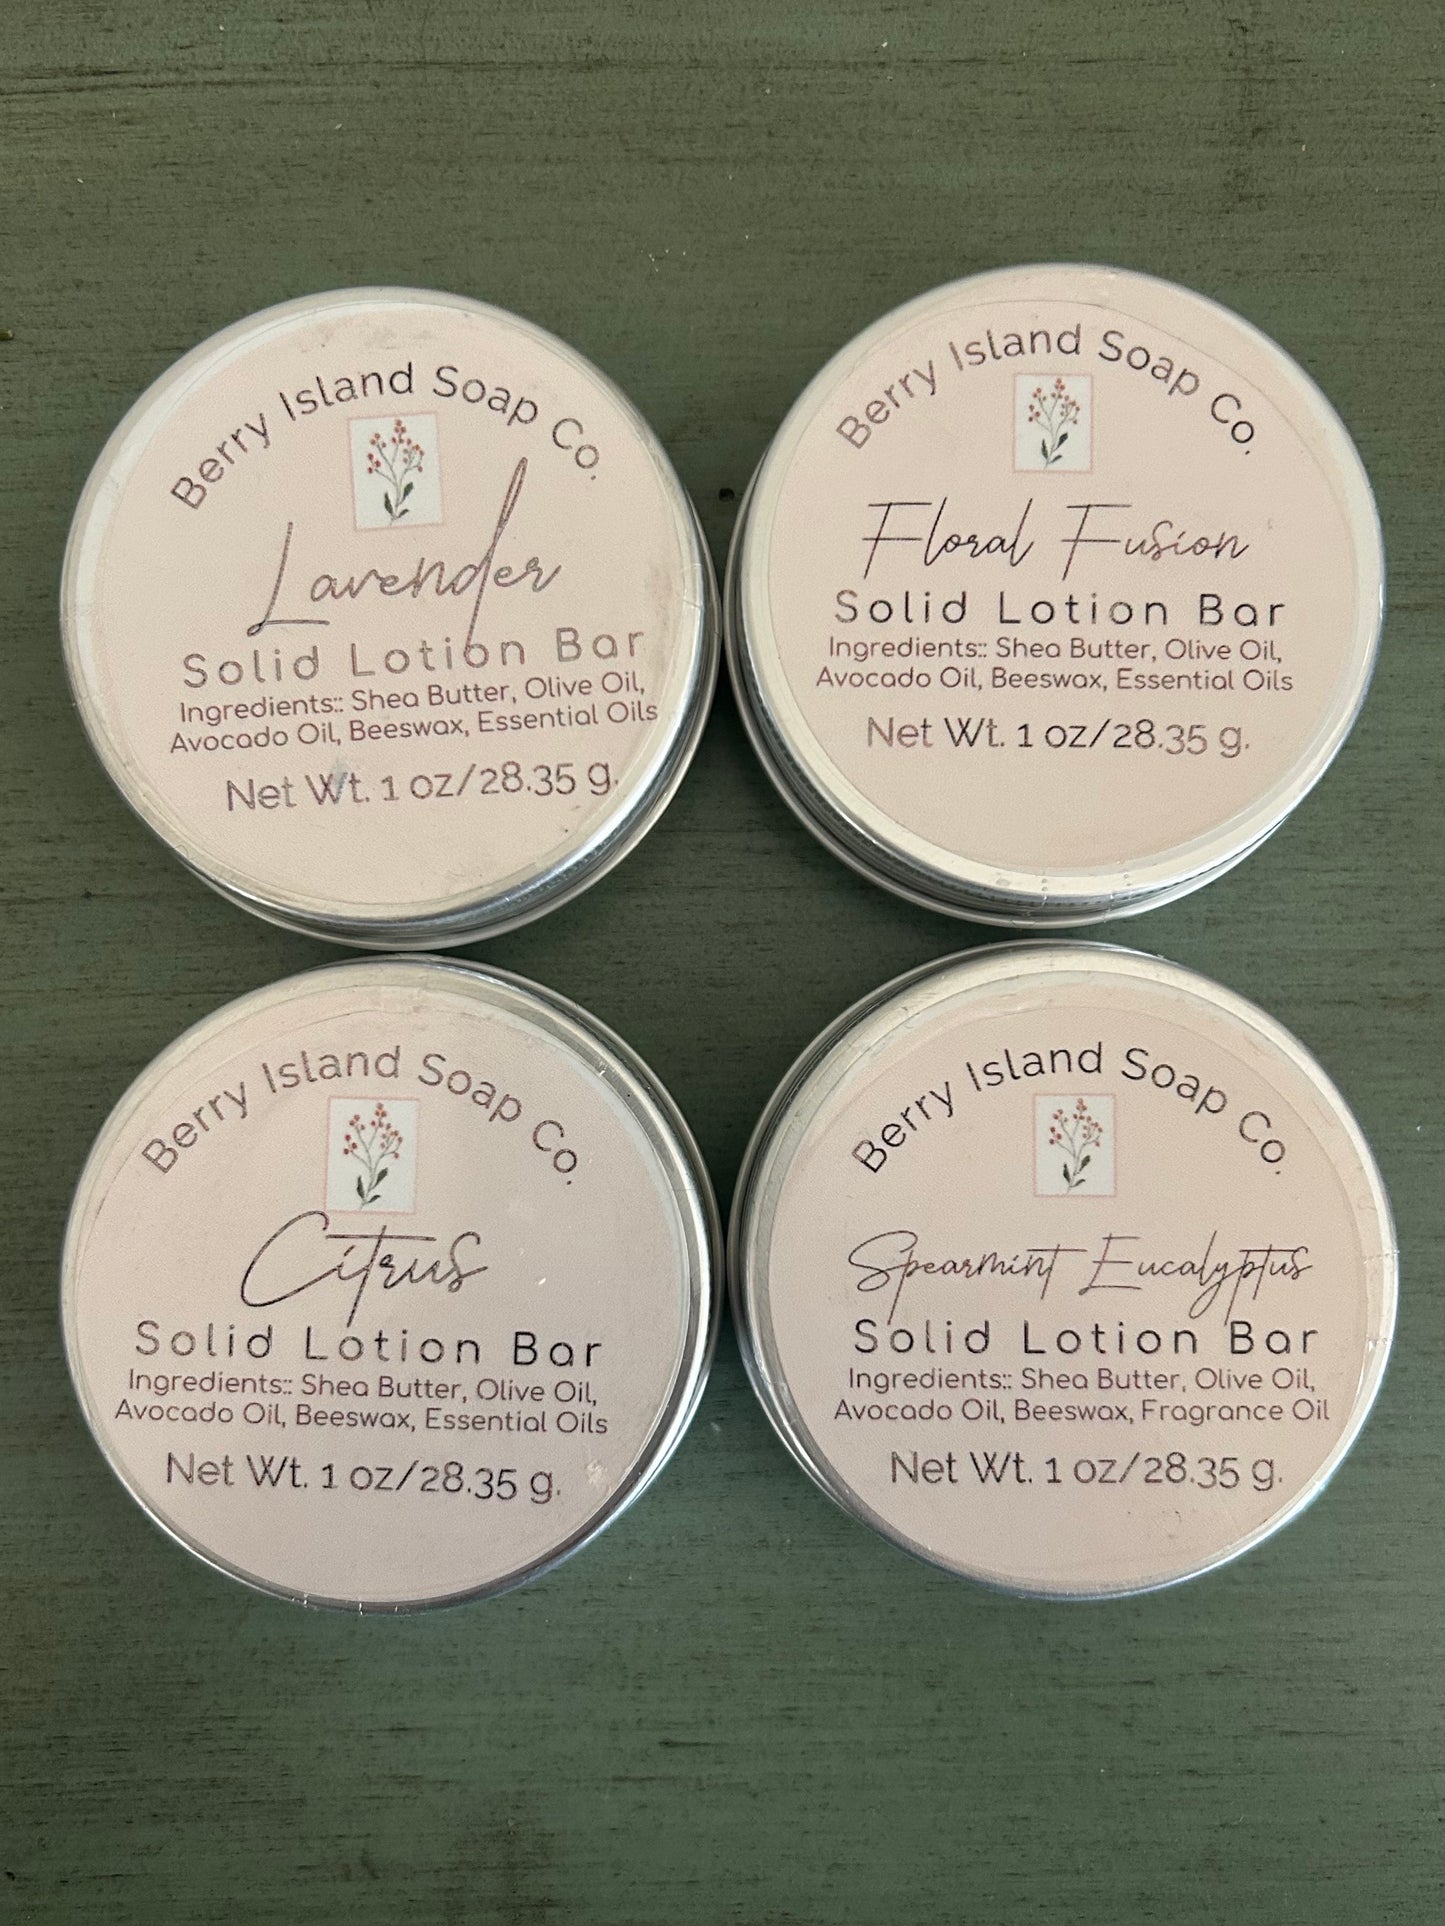 Berry Island Soap Co.
Lavender
Solid Lotion Bar
Ingredients:: Shea Butter, Olive Oil,
Avocado Oil, Beeswax, Essential Oils
Net Wt. 1 oz/28.35 g.
Berry Island Soap Co.
Floral Fusion
Solid Lotion Bar
Ingredients:: Shea Butter, Olive Oil,
Avocado Oil, Beeswax, Essential Oils
Net Wt. 1 oz/28.35 g.
Berry Island Soap Co.
Citrus
Solid Lotion Bar
Ingredients:: Shea Butter, Olive Oil,
Avocado Oil, Beeswax, Essential Oils
Net Wt. 1 oz/28.35 g.
Berry Island Soap Co.
Spearmint Eucalyptus
Solid Lotion Bar
Ingredients:: Shea Butter, Olive Oil,
Avocado Oil, Beeswax, Fragrance Oil
Net Wt. 1 oz/28.35 g.